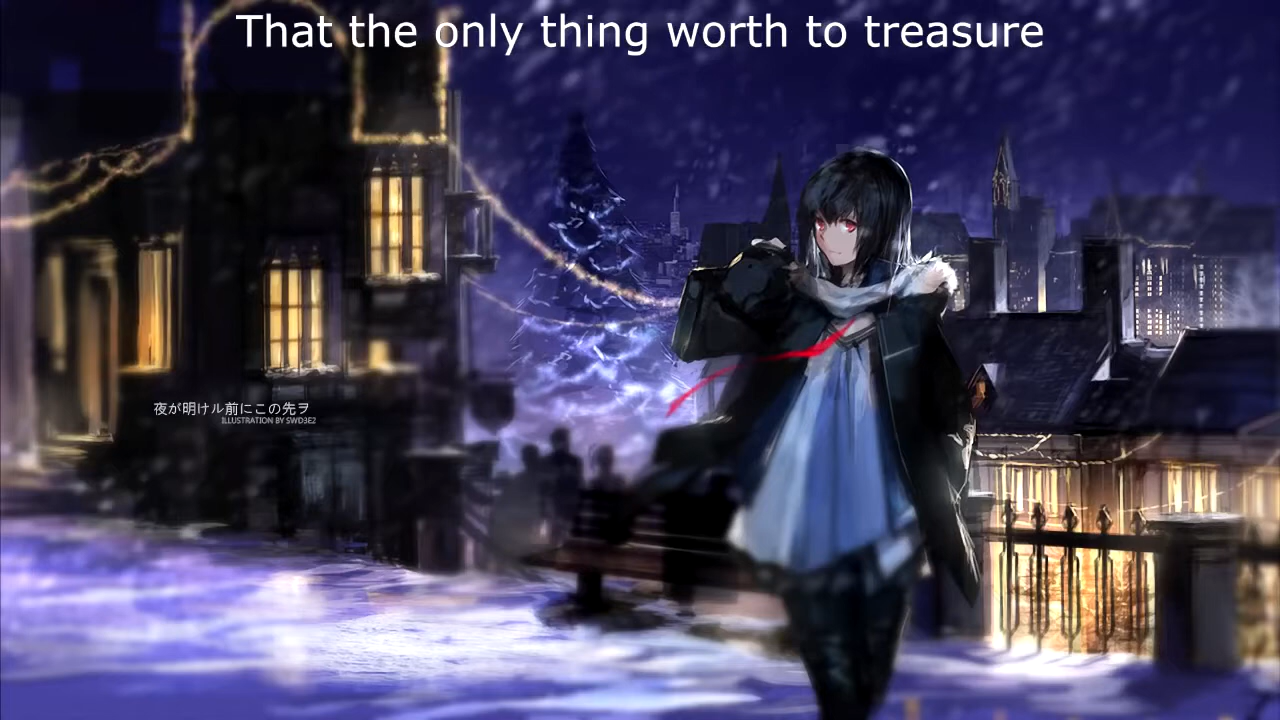 That the only thing worth to treasure
夜が明けル前にこの先ヲ
ILLUSTRATION BY SWD3E2